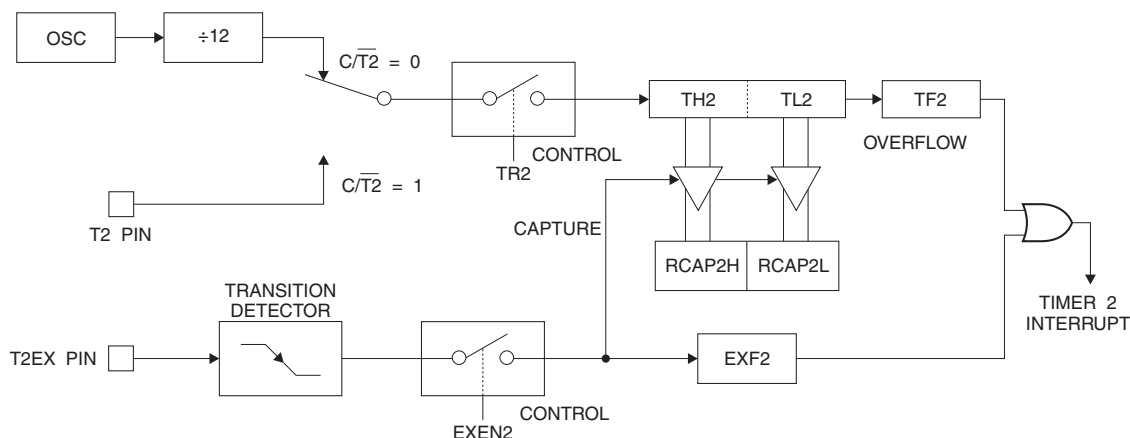 OSC
÷12
C/T2 = 0
TH2
TL2
TF2
OVERFLOW
CONTROL
TR2
C/T2 = 1
T2 PIN
CAPTURE
RCAP2H
RCAP2L
TRANSITION
DETECTOR
TIMER 2
INTERRUPT
T2EX PIN
EXF2
CONTROL
EXEN2